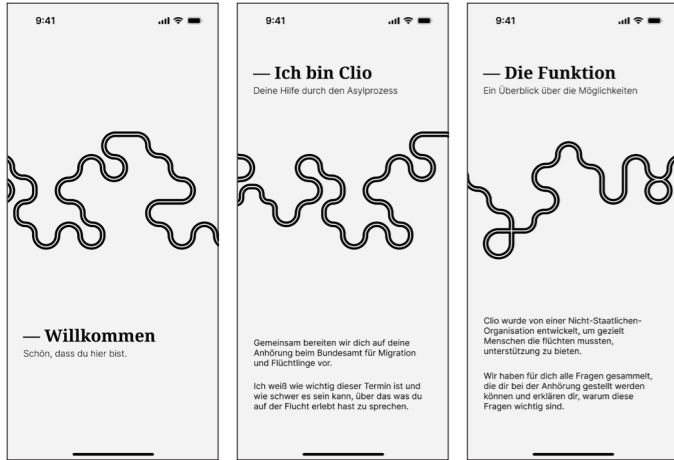 9:41
— Willkommen
Schön, dass du hier bist.
9:41
— Ich bin Clio
Deine Hilfe durch den Asylprozess
Gemeinsam bereiten wir dich auf deine
Anhörung beim Bundesamt für Migration
und Flüchtlinge vor.
Ich weiß wie wichtig dieser Termin ist und
wie schwer es sein kann, über das was du
auf der Flucht erlebt hast zu sprechen.
9:41
— Die Funktion
Ein Überblick über die Möglichkeiten
Clio wurde von einer Nicht-Staatlichen-
Organisation entwickelt, um gezielt
Menschen die flüchten mussten,
unterstützung zu bieten.
Wir haben für dich alle Fragen gesammelt,
die dir bei der Anhörung gestellt werden
können und erklären dir, warum diese
Fragen wichtig sind.